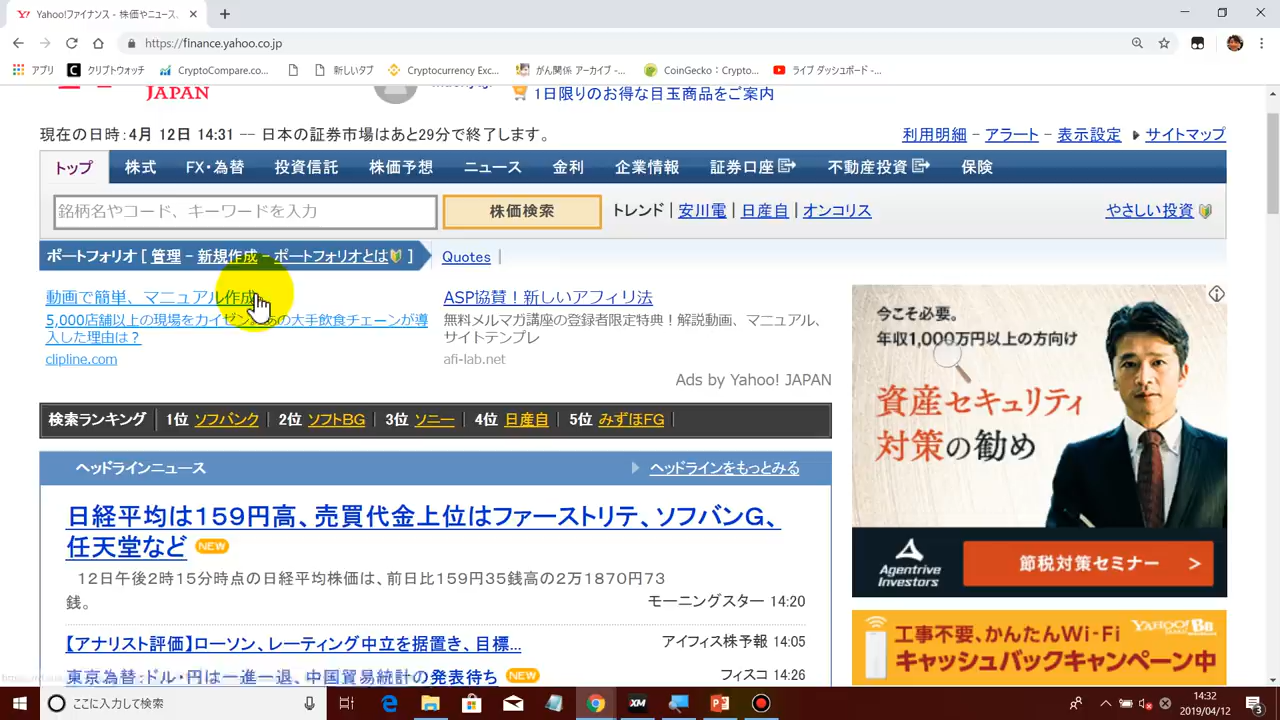 Yahoo!ファイナンス - 株価やニュース、
https://finance.yahoo.co.jp
アプリ クリプトウォッチ CryptoCompare.co... 新しいタブ Cryptocurrency Exc... がん関係 アーカイブ -... CoinGecko：Crypto... ライブ ダッシュボード -...
JAPAN
1日限りのお得な目玉商品をご案内
現在の日時：4月 12日 14:31 -- 日本の証券市場はあと29分で終了します。
利用明細 - アラート - 表示設定 サイトマップ
トップ 株式 FX・為替 投資信託 株価予想 ニュース 金利 企業情報 証券口座 不動産投資 保険
銘柄名やコード、キーワードを入力 株価検索 トレンド | 安川電 | 日産自 | オンコリス やさしい投資
ポートフォリオ [ 管理 - 新規作成 - ポートフォリオとは ] Quotes |
動画で簡単、マニュアル作成
5,000店舗以上の現場をカイゼン の大手飲食チェーンが導
入した理由は？
clipline.com
ASP協賛！新しいアフィリ法
無料メルマガ講座の登録者限定特典！解説動画、マニュアル、
サイトテンプレ
afi-lab.net
Ads by Yahoo! JAPAN
検索ランキング 1位 ソフバンク | 2位 ソフトBG | 3位 ソニー | 4位 日産自 | 5位 みずほFG |
ヘッドラインニュース ヘッドラインをもっとみる
日経平均は159円高、売買代金上位はファーストリテ、ソフバンG、
任天堂など NEW
12日午後2時15分時点の日経平均株価は、前日比159円35銭高の2万1870円73
銭。
モーニングスター 14:20
【アナリスト評価】ローソン、レーティング中立を据置き、目標... アイフィス株予報 14:05
東京為替：ドル・円は一進一退、中国貿易統計の発表待ち NEW フィスコ 14:26
今こそ必要。
年収1,000万円以上の方向け
資産セキュリティ
対策の勧め
Agentrive
Investors
節税対策セミナー >
工事不要、かんたんWi-Fi YAHOO! BB
キャッシュバックキャンペーン中
ここに入力して検索
XM
14:32
2019/04/12
3